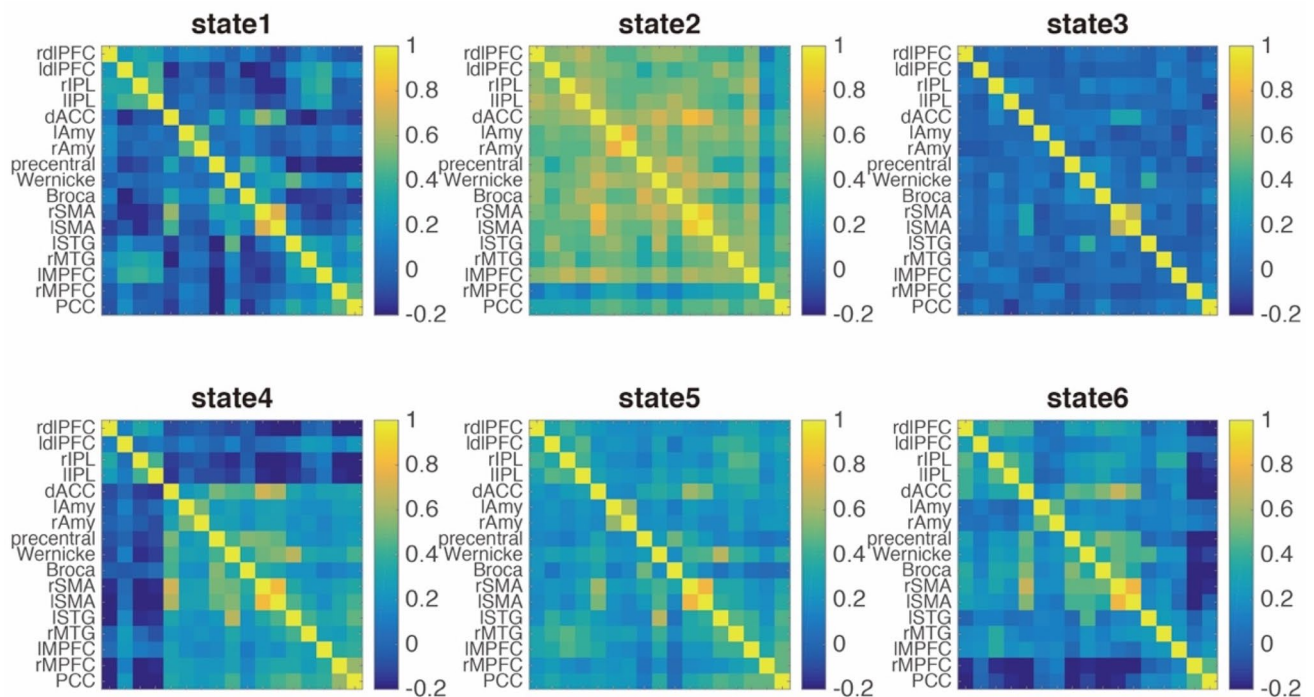 state1
state2
state3
rdlPFC
ldlPFC
rIPL
lIPL
dACC
lAmy
rAmy
precentral
Wernicke
Broca
rSMA
lSMA
lSTG
rMTG
lMPFC
rMPFC
PCC
1
0.8
0.6
0.4
0.2
0
-0.2
rdlPFC
ldlPFC
rIPL
lIPL
dACC
lAmy
rAmy
precentral
Wernicke
Broca
rSMA
lSMA
lSTG
rMTG
lMPFC
rMPFC
PCC
1
0.8
0.6
0.4
0.2
0
-0.2
rdlPFC
ldlPFC
rIPL
lIPL
dACC
lAmy
rAmy
precentral
Wernicke
Broca
rSMA
lSMA
lSTG
rMTG
lMPFC
rMPFC
PCC
1
0.8
0.6
0.4
0.2
0
-0.2
state4
state5
state6
rdlPFC
ldlPFC
rIPL
lIPL
dACC
lAmy
rAmy
precentral
Wernicke
Broca
rSMA
lSMA
lSTG
rMTG
lMPFC
rMPFC
PCC
1
0.8
0.6
0.4
0.2
0
-0.2
rdlPFC
ldlPFC
rIPL
lIPL
dACC
lAmy
rAmy
precentral
Wernicke
Broca
rSMA
lSMA
lSTG
rMTG
lMPFC
rMPFC
PCC
1
0.8
0.6
0.4
0.2
0
-0.2
rdlPFC
ldlPFC
rIPL
lIPL
dACC
lAmy
rAmy
precentral
Wernicke
Broca
rSMA
lSMA
lSTG
rMTG
lMPFC
rMPFC
PCC
1
0.8
0.6
0.4
0.2
0
-0.2